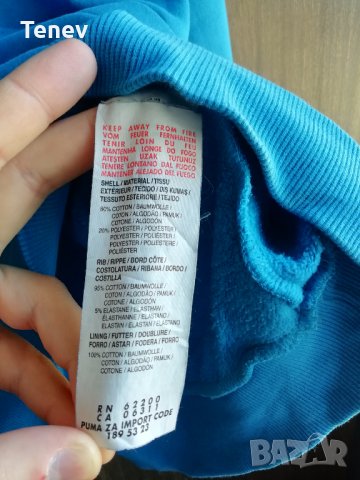 Tenev
KEEP AWAY FROM FIRE
VOM FEUER FERNHALTEN
TENIR LOIN DU FEU
MANTENHA LONGE DO FOGO
ATEŞTEN UZAK TUTUNUZ
TENERE LONTANO DAL FUOCO
MANTENER ALEJADO DEL FUEGO
SHELL / MATERIAL / TISSU
EXTÉRIEUR / TECIDO / DIŞ KUMAŞ /
TESSUTO ESTERIORE / TEJIDO
80% COTTON / BAUMWOLLE /
COTON / ALGODÃO / PAMUK /
COTONE / ALGODÓN
20% POLYESTER / POLYESTER /
POLYESTER / POLIÉSTER /
POLYESTER / POLIESTERE /
POLIÉSTER
RIB / RIPPE / BORD CÔTE /
COSTOLATURA / RIBANA / BORDO /
COSTILLA
95% COTTON / BAUMWOLLE /
COTON / ALGODÃO / PAMUK /
COTONE / ALGODÓN
5% ELASTANE / ELASTHAN /
ÉLASTHANNE / ELASTANO /
ELASTAN / ELASTAN / ELASTANO
LINING / FUTTER / DOUBLURE /
FORRO / ASTAR / FODERA / FORRO
100% COTTON / BAUMWOLLE /
COTON / ALGODÃO / PAMUK /
COTONE / ALGODÓN
RN 62200
CA 06311
PUMA ZA IMPORT CODE
189 53 23
BAZAR.bg